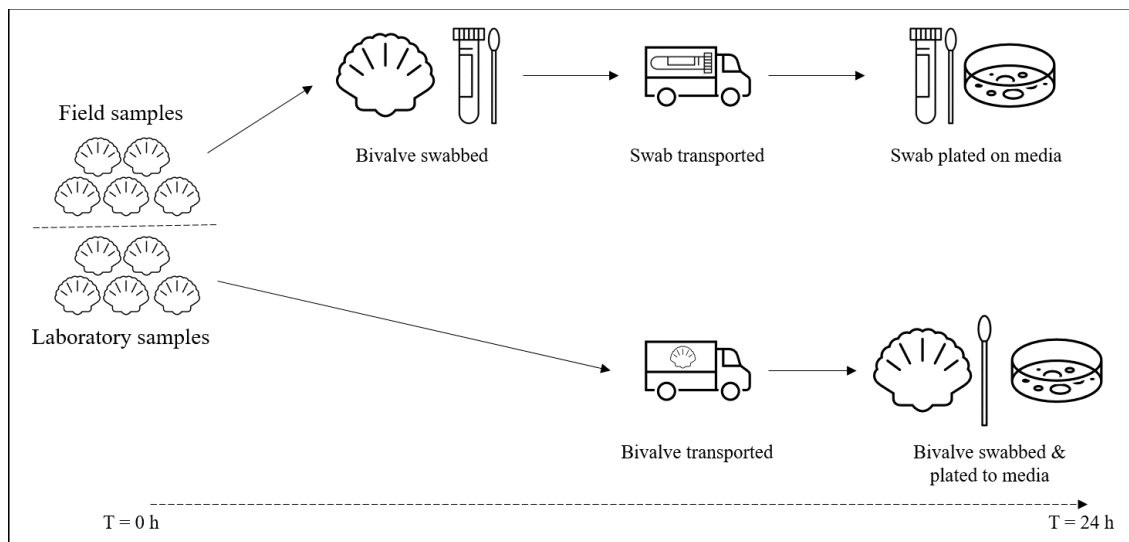 Field samples
Bivalve swabbed
Swab transported
Swab plated on media
Laboratory samples
Bivalve transported
Bivalve swabbed &
plated to media
T = 0 h
T = 24 h